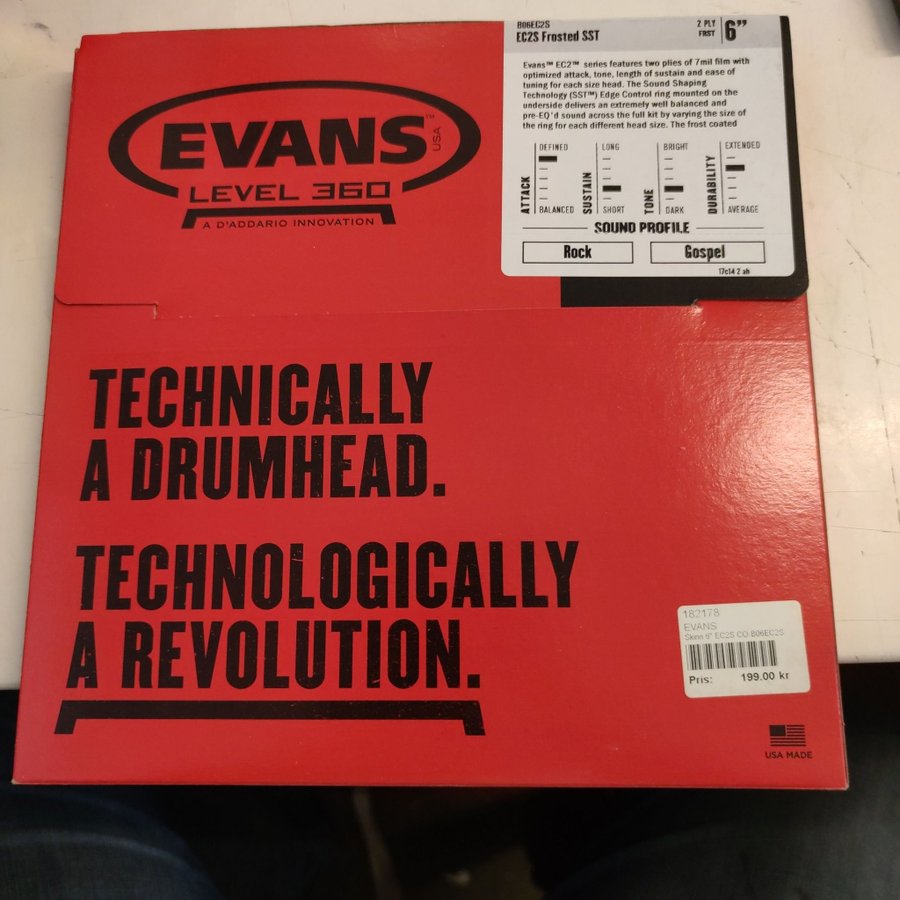 B06EC2S
EC2S Frosted SST
2 PLY
FRST
6”
Evans™ EC2™ series features two plies of 7mil film with
optimized attack, tone, length of sustain and ease of
tuning for each size head. The Sound Shaping
Technology (SST™) Edge Control ring mounted on the
underside delivers an extremely well balanced and
pre-EQ'd sound across the full kit by varying the size of
the ring for each different head size. The frost coated
ATTACK
DEFINED
BALANCED
SUSTAIN
LONG
SHORT
TONE
BRIGHT
DARK
DURABILITY
EXTENDED
AVERAGE
SOUND PROFILE
Rock
Gospel
17c14 2 ah
EVANS™
USA
LEVEL 360
A D'ADDARIO INNOVATION
TECHNICALLY
A DRUMHEAD.
TECHNOLOGICALLY
A REVOLUTION.
182178
EVANS
Skinn 6" EC2S CO-B06EC2S
Pris: 199.00 kr
USA MADE